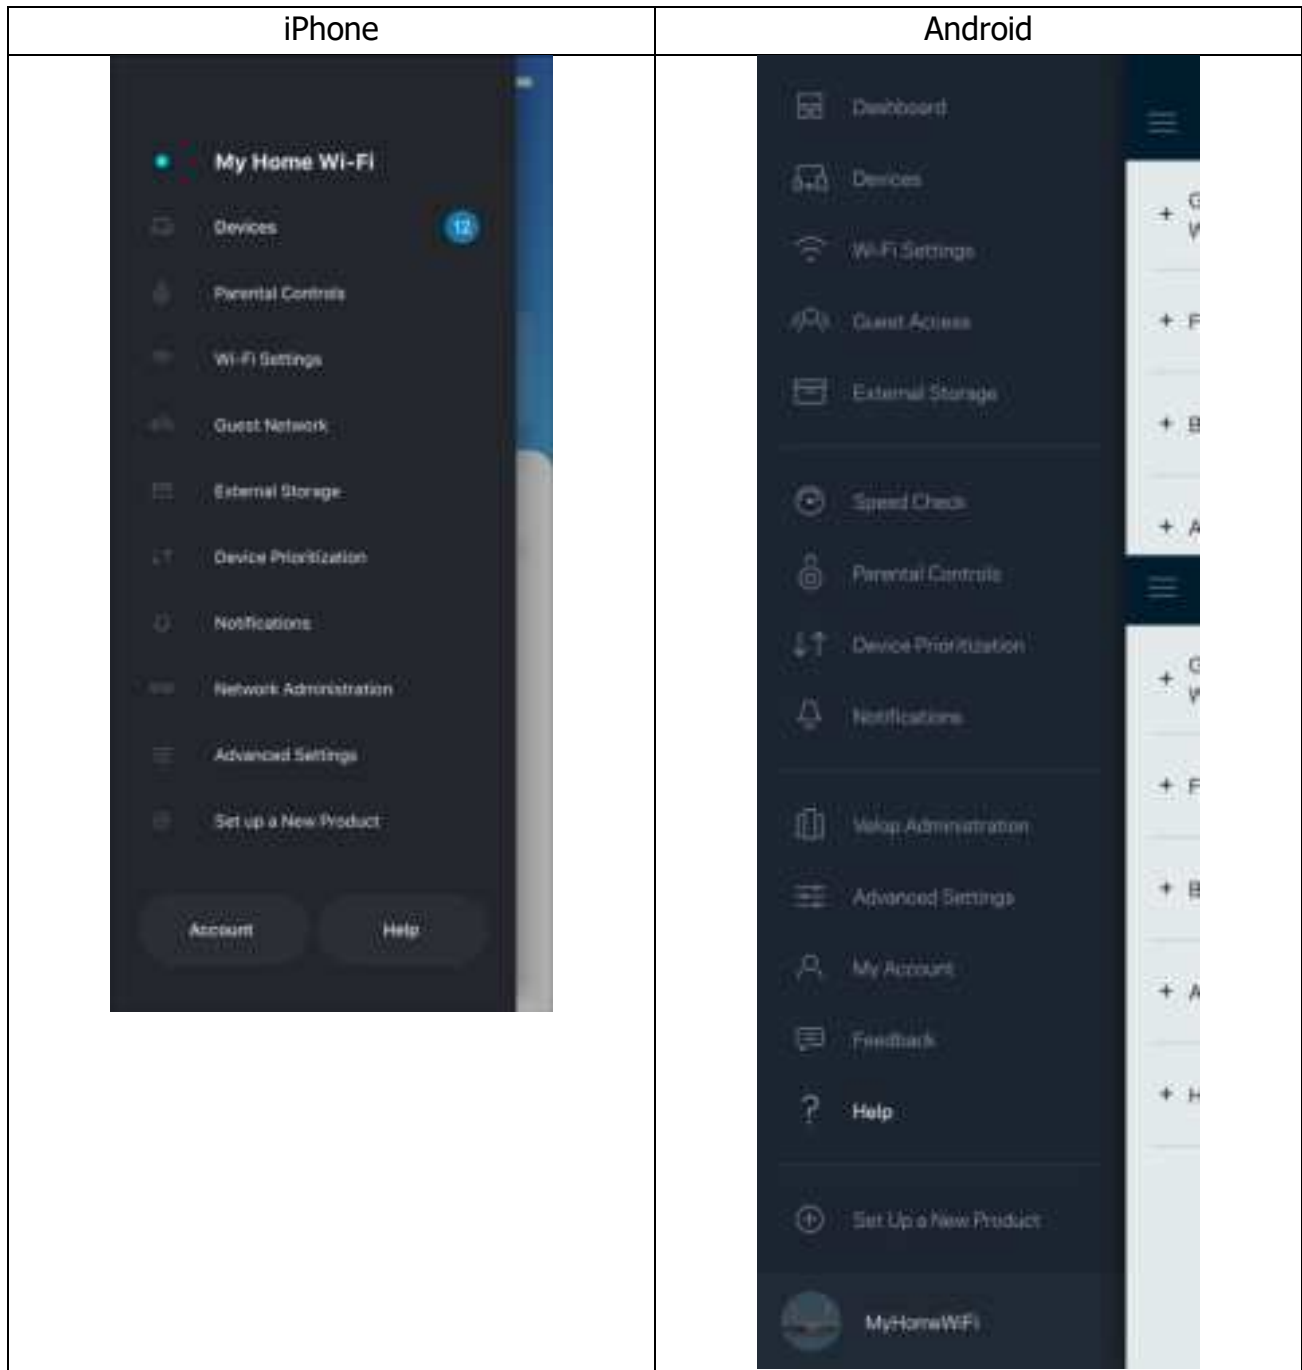 iPhone
Android
My Home Wi-Fi
Devices
12
Parental Controls
Wi-Fi Settings
Guest Network
External Storage
Device Prioritization
Notifications
Network Administration
Advanced Settings
Set up a New Product
Account
Help
Dashboard
Devices
Wi-Fi Settings
Guest Access
External Storage
Speed Check
Parental Controls
Device Prioritization
Notifications
Velop Administration
Advanced Settings
My Account
Feedback
? Help
Set Up a New Product
MyHomeWiFi
+ G
W
+ F
+ B
+ A
+ G
W
+ F
+ B
+ A
+ H